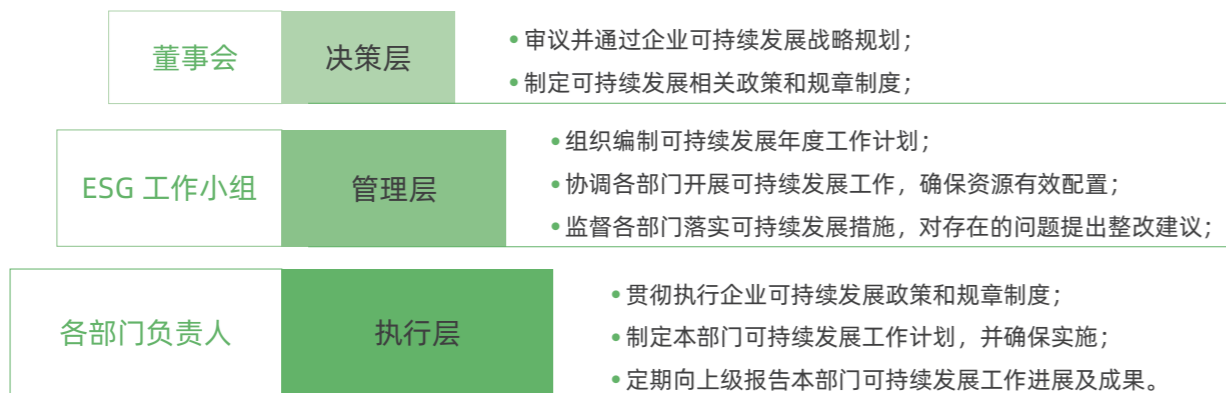 董事会
决策层
•审议并通过企业可持续发展战略规划；
•制定可持续发展相关政策和规章制度；
ESG 工作小组
管理层
•组织编制可持续发展年度工作计划；
•协调各部门开展可持续发展工作，确保资源有效配置；
•监督各部门落实可持续发展措施，对存在的问题提出整改建议；
各部门负责人
执行层
•贯彻执行企业可持续发展政策和规章制度；
•制定本部门可持续发展工作计划，并确保实施；
•定期向上级报告本部门可持续发展工作进展及成果。